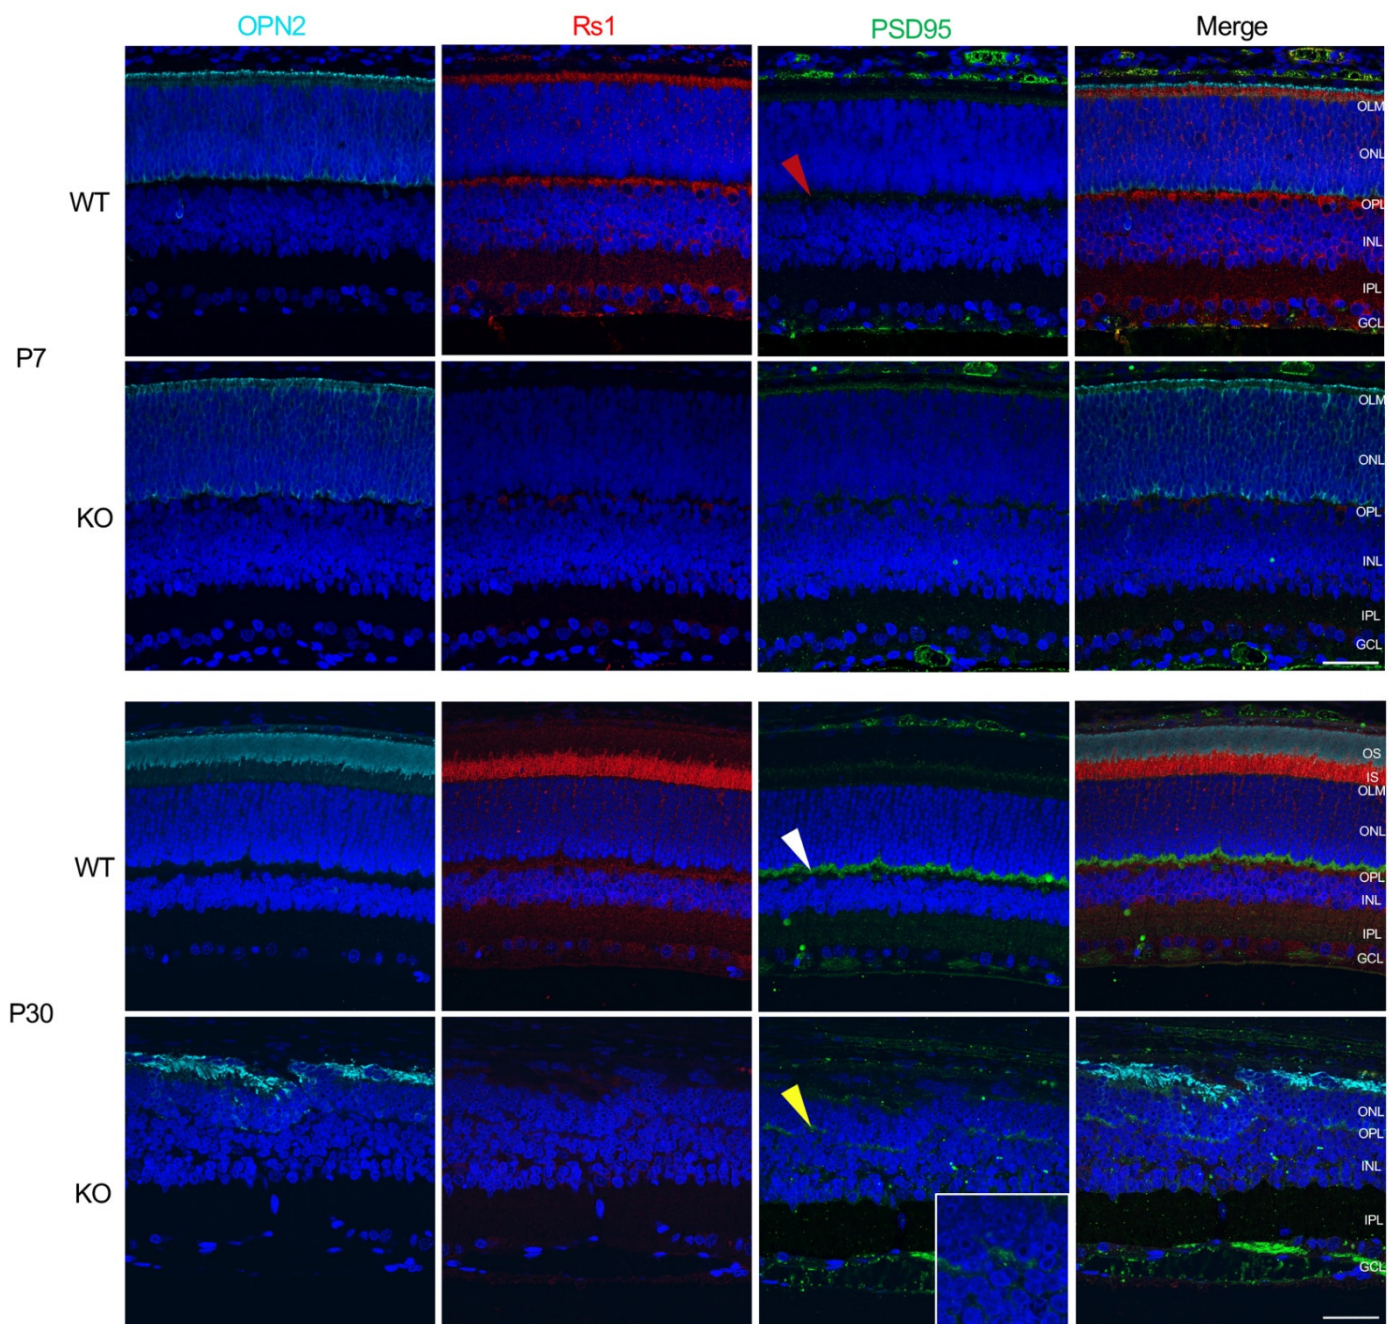 OPN2 Rs1 PSD95 Merge
OLM
ONL
WT
OPL
INL
IPL
GCL
P7
OLM
ONL
OPL
KO
INL
IPL
GCL
OS
IS
OLM
ONL
WT
OPL
INL
IPL
GCL
P30
ONL
OPL
INL
KO
IPL
GCL